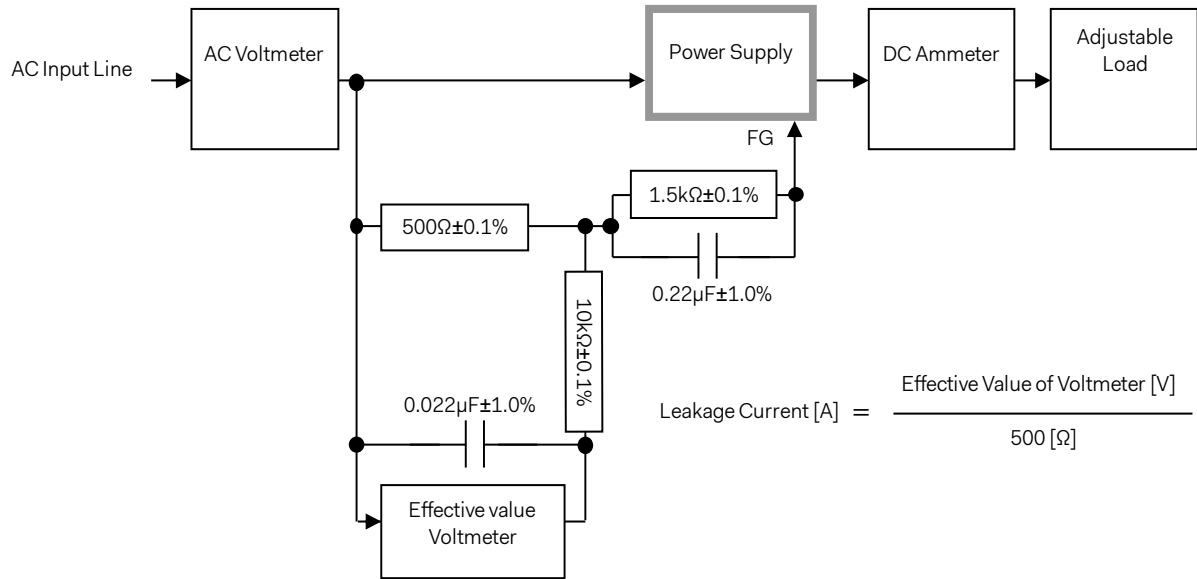 AC Input Line
AC Voltmeter
Power Supply
DC Ammeter
Adjustable
Load
FG
1.5kΩ±0.1%
500Ω±0.1%
0.22µF±1.0%
10kΩ±0.1%
0.022µF±1.0%
Effective value
Voltmeter
Leakage Current [A] =
Effective Value of Voltmeter [V]
500 [Ω]